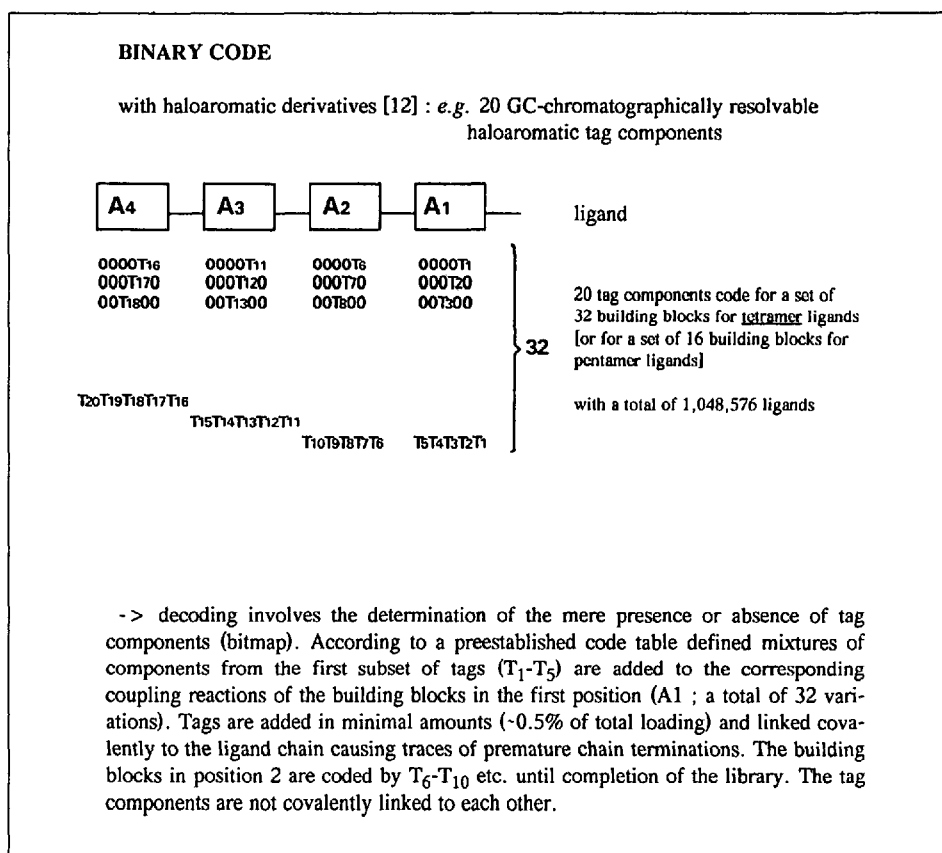 BINARY CODE
with haloaromatic derivatives [12] : e.g. 20 GC-chromatographically resolvable
haloaromatic tag components
A4 A3 A2 A1 ligand
0000T16 0000T11 0000T6 0000T1
000T170 000T120 000T70 000T20
00T1800 00T1300 00T800 00T300
32
20 tag components code for a set of
32 building blocks for tetramer ligands
[or for a set of 16 building blocks for
pentamer ligands]
with a total of 1,048,576 ligands
T20T19T18T17T16
T15T14T13T12T11
T10T9T8T7T6 T5T4T3T2T1
-> decoding involves the determination of the mere presence or absence of tag
components (bitmap). According to a preestablished code table defined mixtures of
components from the first subset of tags (T1-T5) are added to the corresponding
coupling reactions of the building blocks in the first position (A1 ; a total of 32 vari-
ations). Tags are added in minimal amounts (~0.5% of total loading) and linked cova-
lently to the ligand chain causing traces of premature chain terminations. The building
blocks in position 2 are coded by T6-T10 etc. until completion of the library. The tag
components are not covalently linked to each other.